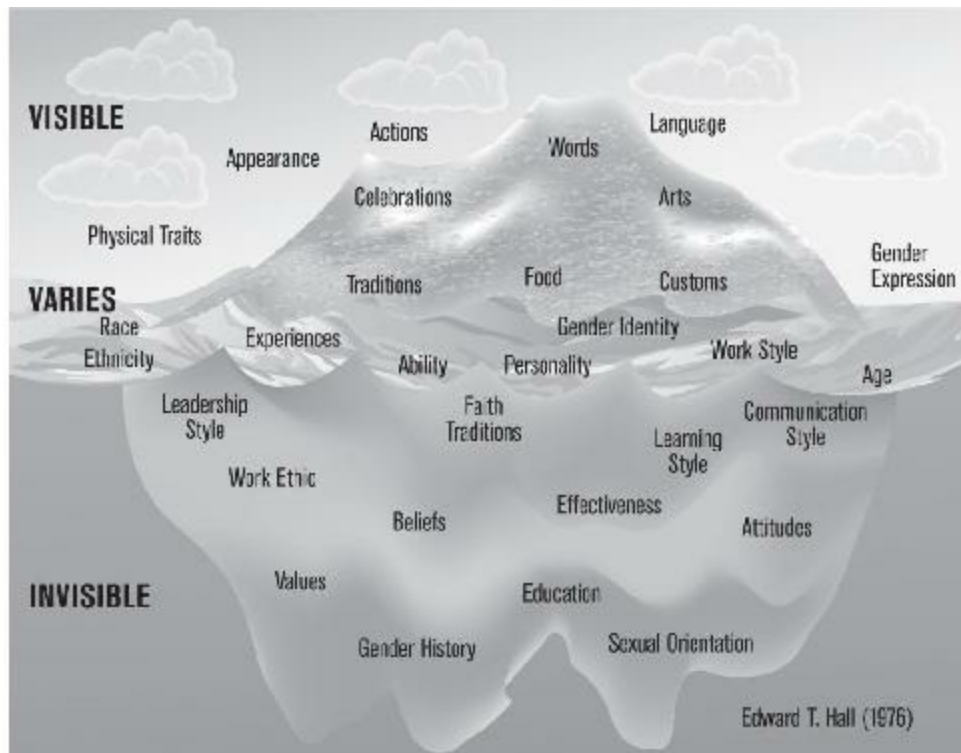 VISIBLE
Actions
Language
Words
Appearance
Celebrations
Arts
Physical Traits
Gender
Expression
Traditions
Food
Customs
VARIES
Race
Ethnicity
Experiences
Gender Identity
Ability
Personality
Work Style
Age
Leadership
Style
Faith
Traditions
Communication
Style
Learning
Style
Work Ethic
Effectiveness
Beliefs
Attitudes
Values
INVISIBLE
Education
Gender History
Sexual Orientation
Edward T. Hall (1976)